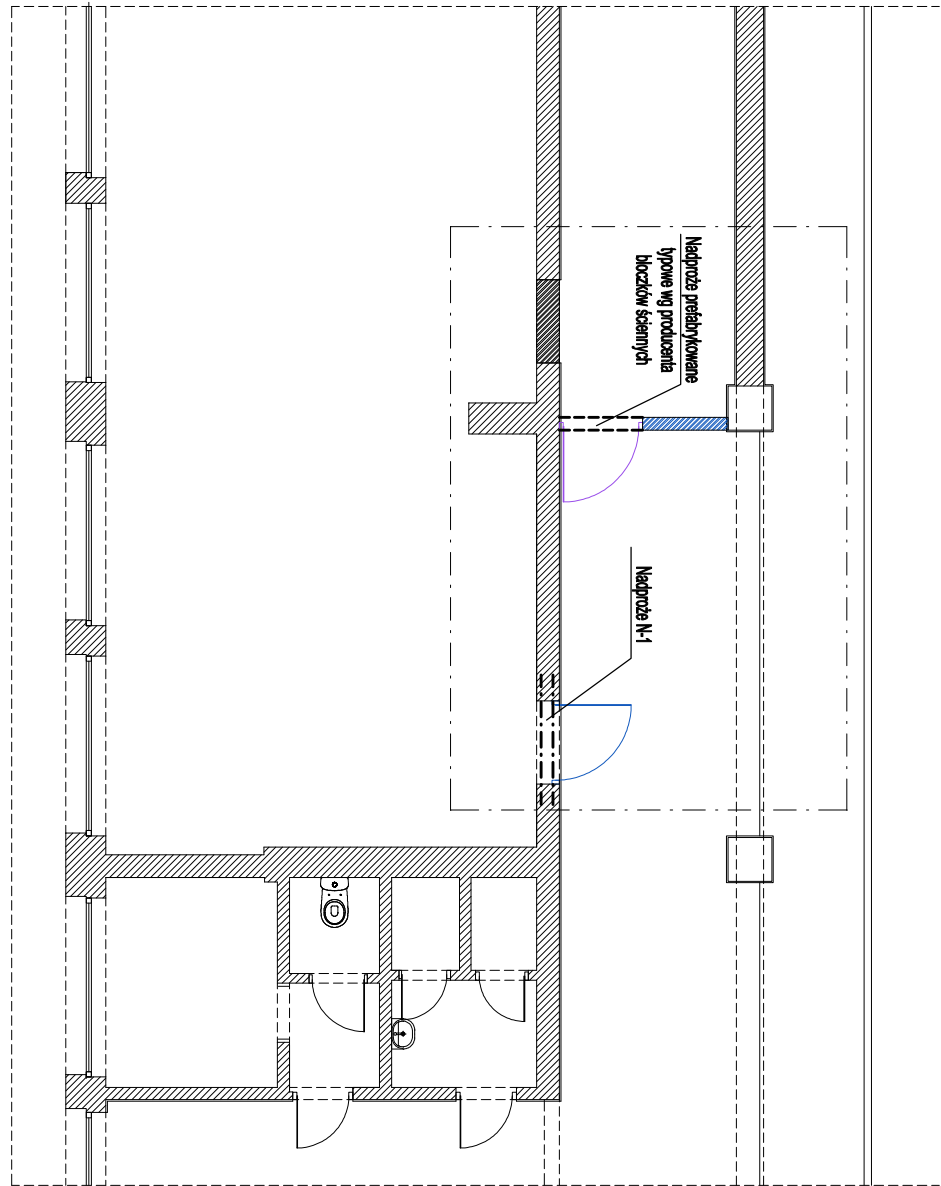 Nadproże prefabrykowane
typowe wg producenta
bloczków ściennych
Nadproże N-1